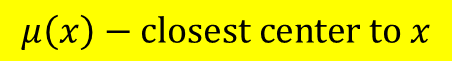 μ(x) − closest center to x